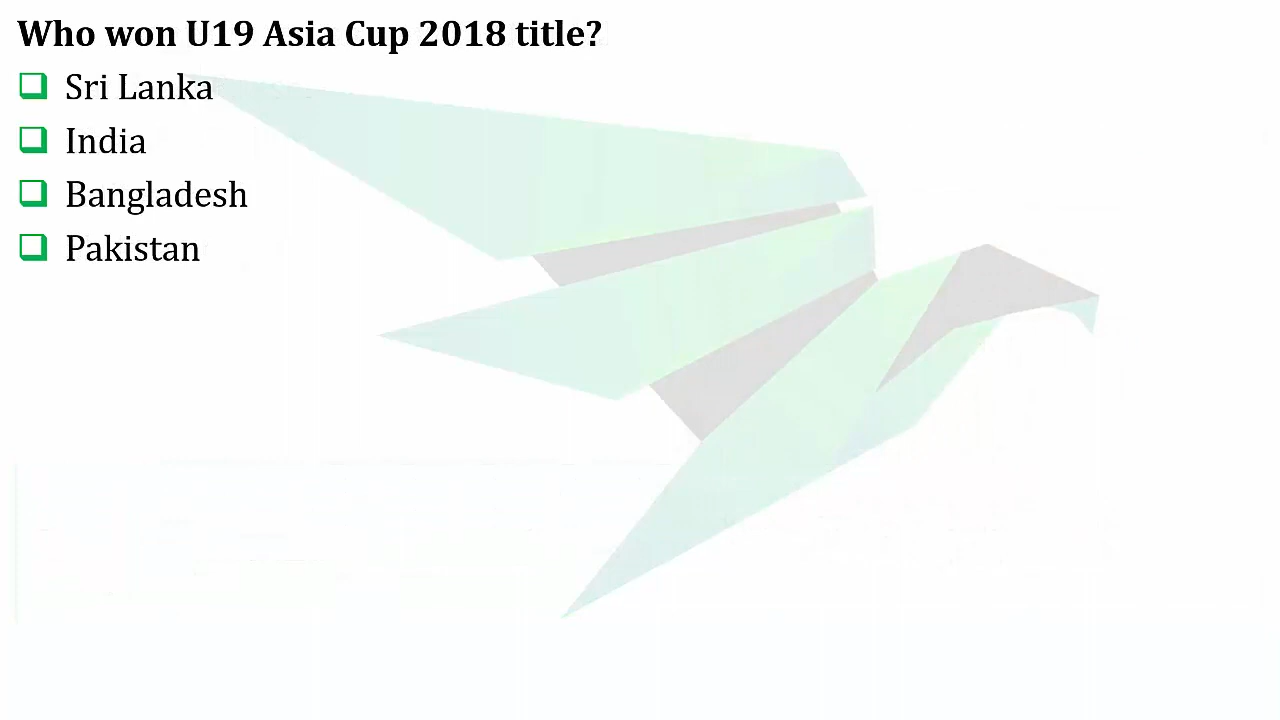 Who won U19 Asia Cup 2018 title?
Sri Lanka
India
Bangladesh
Pakistan